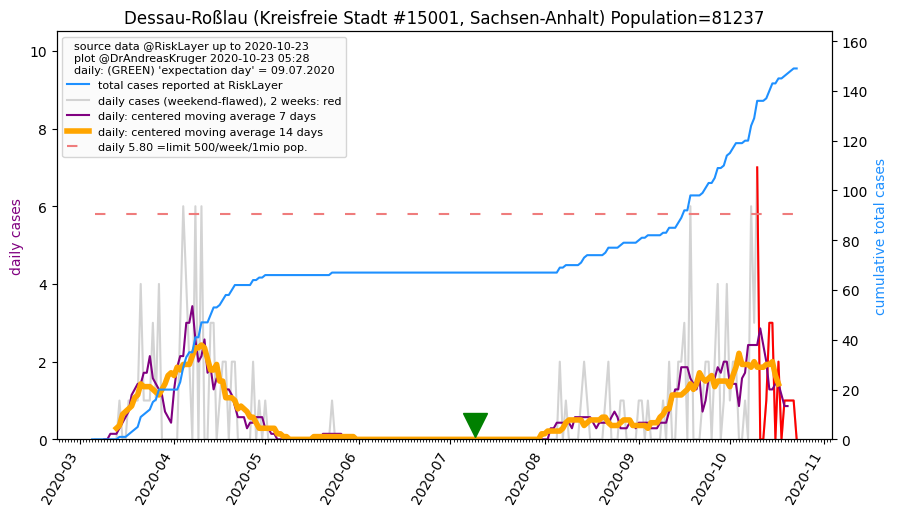 Dessau-Roßlau (Kreisfreie Stadt #15001, Sachsen-Anhalt) Population=81237
source data @RiskLayer up to 2020-10-23
plot @DrAndreasKruger 2020-10-23 05:28
daily: (GREEN) 'expectation day' = 09.07.2020
total cases reported at RiskLayer
daily cases (weekend-flawed), 2 weeks: red
daily: centered moving average 7 days
daily: centered moving average 14 days
daily 5.80 =limit 500/week/1mio pop.
daily cases
10
8
6
4
2
0
160
140
120
100
80
60
40
20
0
cumulative total cases
2020-03
2020-04
2020-05
2020-06
2020-07
2020-08
2020-09
2020-10
2020-11